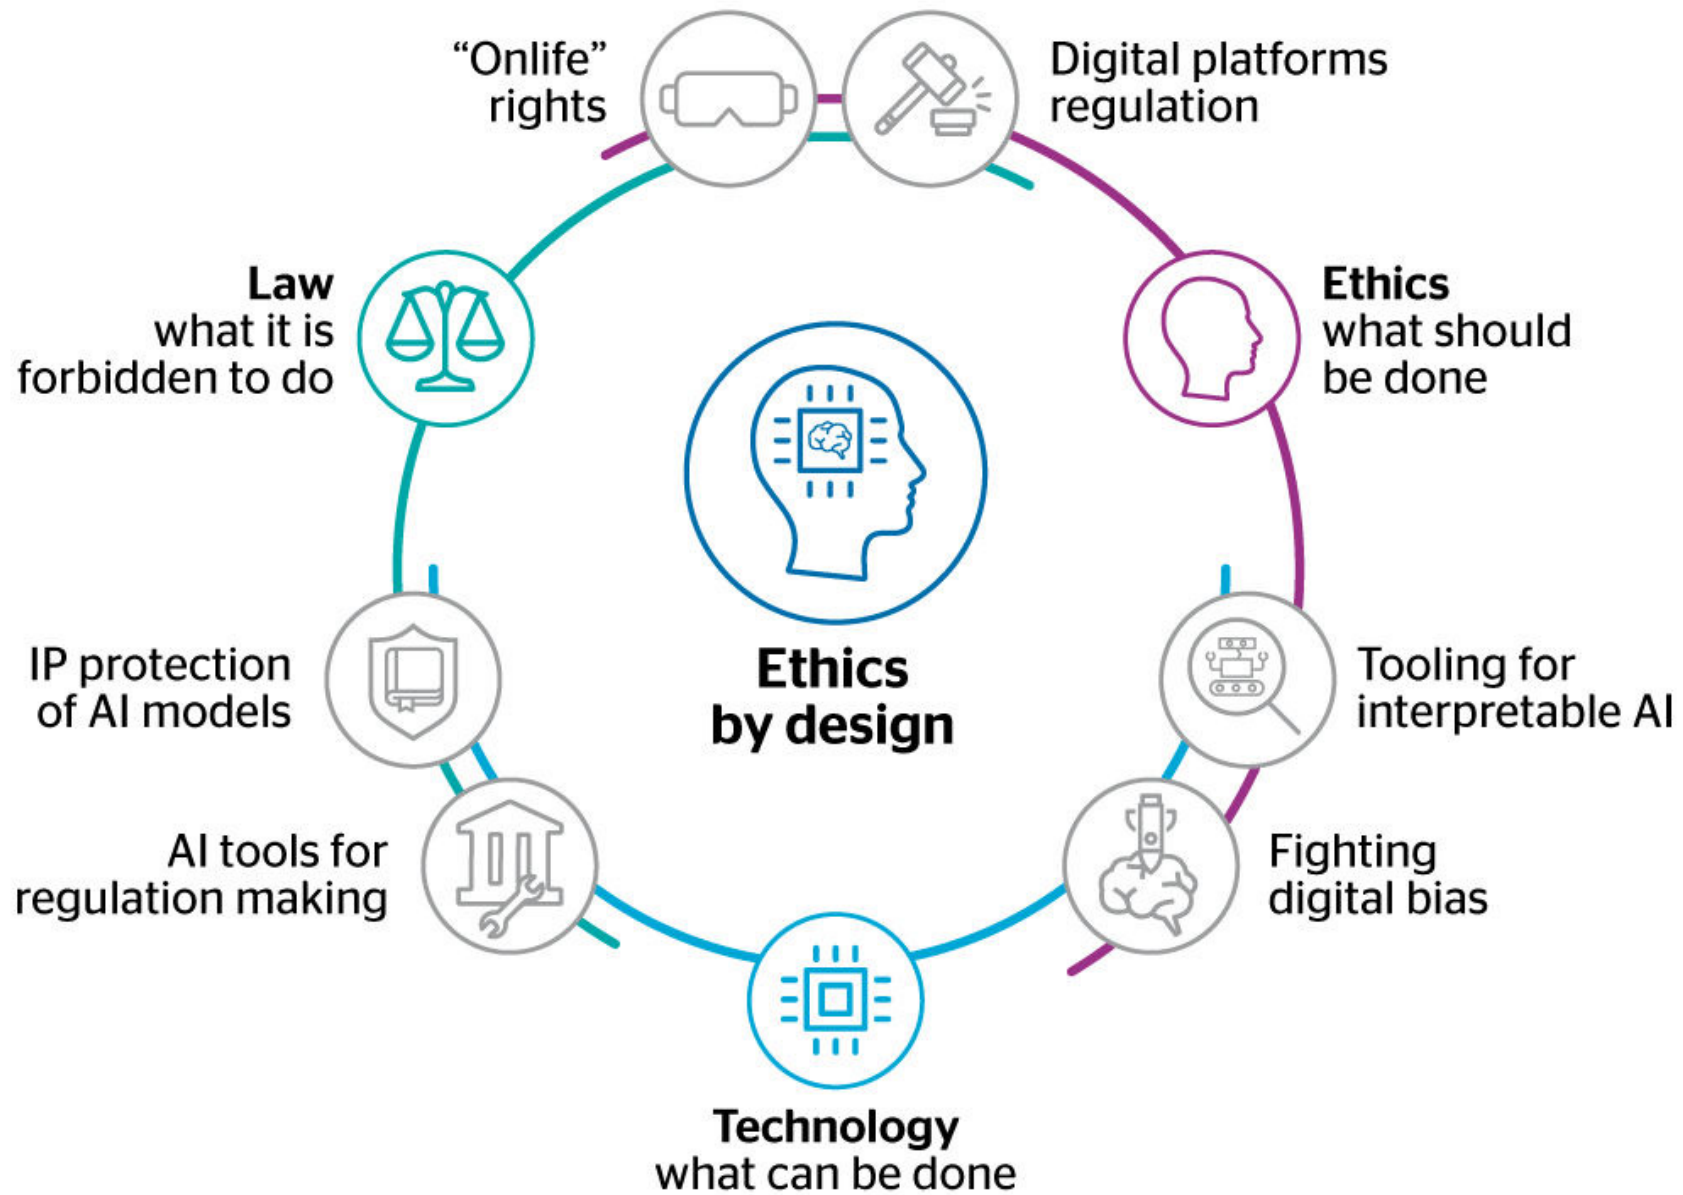 “Onlife”
rights
Digital platforms
regulation
Law
what it is
forbidden to do
Ethics
what should
be done
Ethics
by design
IP protection
of AI models
Tooling for
interpretable AI
AI tools for
regulation making
Fighting
digital bias
Technology
what can be done